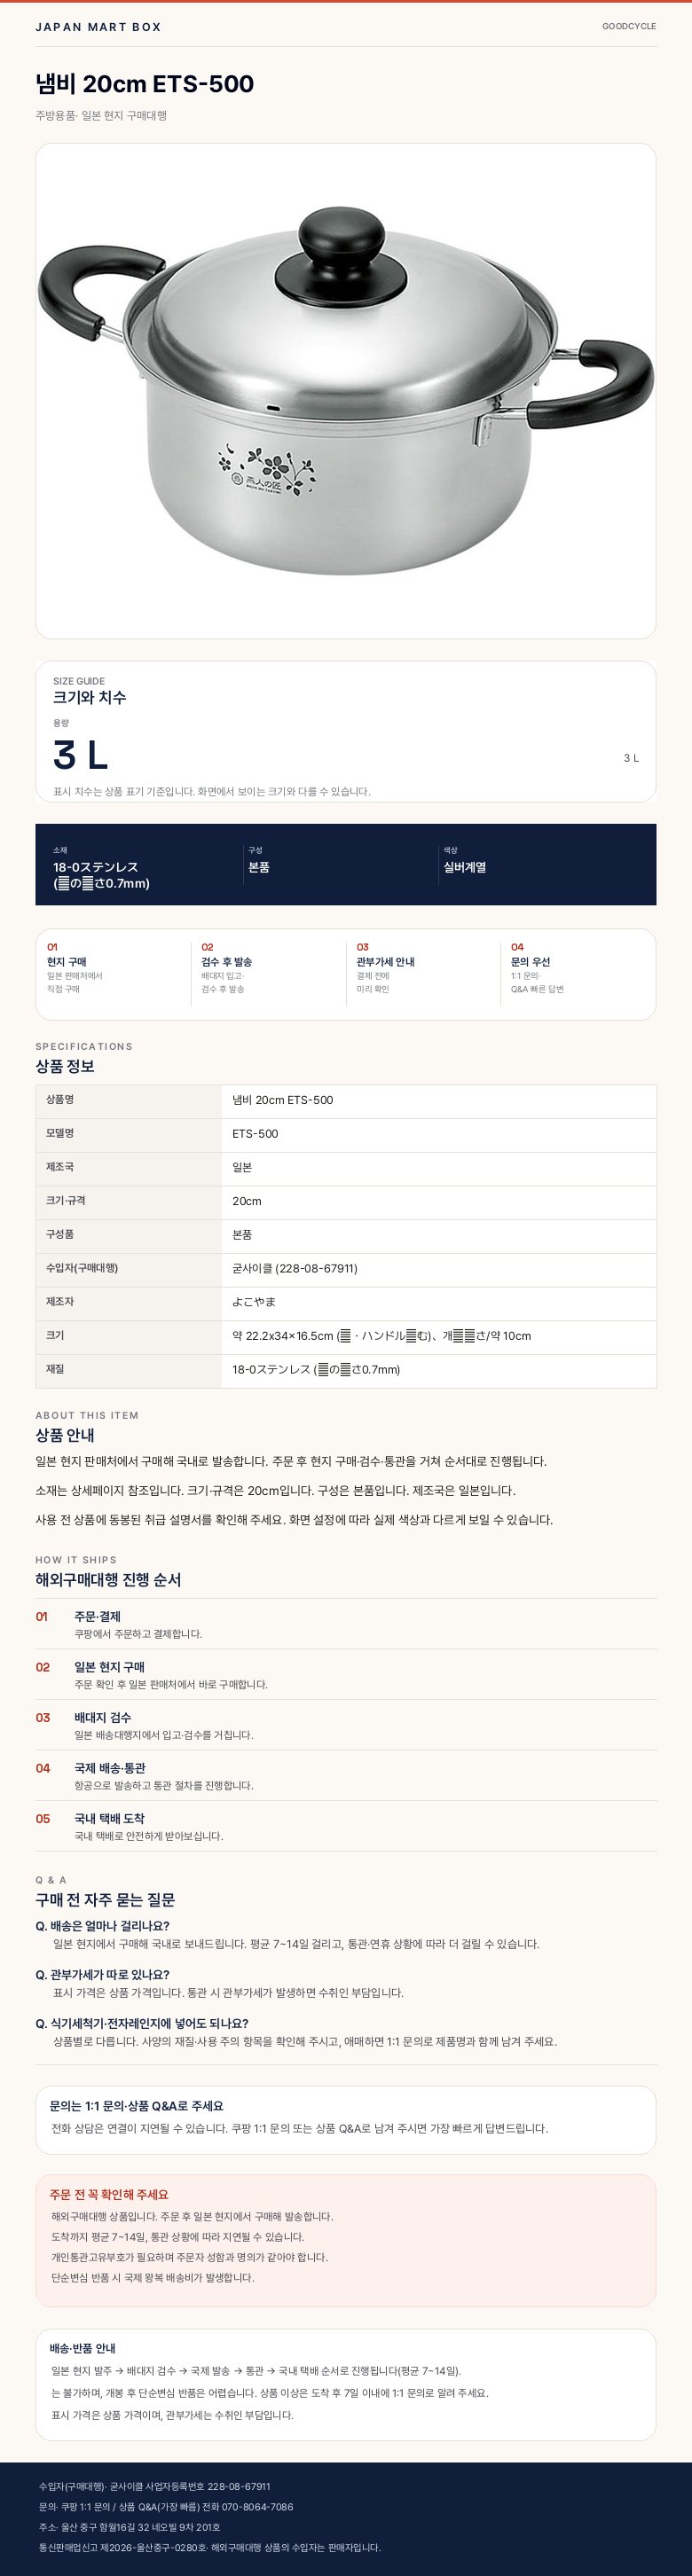 JAPAN MART BOX
GOODCYCLE
냄비 20cm ETS-500
주방용품· 일본 현지 구매대행
SIZE GUIDE
크기와 치수
용량
3 L
3 L
표시 치수는 상품 표기 기준입니다. 화면에서 보이는 크기와 다를 수 있습니다.
소재
18-0ステンレス
(の さ0.7mm)
구성
본품
색상
실버계열
01
현지 구매
일본 판매처에서
직접 구매
02
검수 후 발송
배대지 입고·
검수 후 발송
03
관부가세 안내
결제 전에
미리 확인
04
문의 우선
1:1 문의·
Q&A 빠른 답변
SPECIFICATIONS
상품 정보
상품명 냄비 20cm ETS-500
모델명 ETS-500
제조국 일본
크기·규격 20cm
구성품 본품
수입자(구매대행) 굳사이클 (228-08-67911)
제조자 よこやま
크기 약 22.2x34×16.5cm ( ・ハンドル む)、개 さ/약 10cm
재질 18-0ステンレス ( の さ0.7mm)
ABOUT THIS ITEM
상품 안내
일본 현지 판매처에서 구매해 국내로 발송합니다. 주문 후 현지 구매·검수·통관을 거쳐 순서대로 진행됩니다.
소재는 상세페이지 참조입니다. 크기·규격은 20cm입니다. 구성은 본품입니다. 제조국은 일본입니다.
사용 전 상품에 동봉된 취급 설명서를 확인해 주세요. 화면 설정에 따라 실제 색상과 다르게 보일 수 있습니다.
HOW IT SHIPS
해외구매대행 진행 순서
01 주문·결제
쿠팡에서 주문하고 결제합니다.
02 일본 현지 구매
주문 확인 후 일본 판매처에서 바로 구매합니다.
03 배대지 검수
일본 배송대행지에서 입고·검수를 거칩니다.
04 국제 배송·통관
항공으로 발송하고 통관 절차를 진행합니다.
05 국내 택배 도착
국내 택배로 안전하게 받아보십니다.
Q & A
구매 전 자주 묻는 질문
Q. 배송은 얼마나 걸리나요?
일본 현지에서 구매해 국내로 보내드립니다. 평균 7~14일 걸리고, 통관·연휴 상황에 따라 더 걸릴 수 있습니다.
Q. 관부가세가 따로 있나요?
표시 가격은 상품 가격입니다. 통관 시 관부가세가 발생하면 수취인 부담입니다.
Q. 식기세척기·전자레인지에 넣어도 되나요?
상품별로 다릅니다. 사양의 재질·사용 주의 항목을 확인해 주시고, 애매하면 1:1 문의로 제품명과 함께 남겨 주세요.
문의는 1:1 문의·상품 Q&A로 주세요
전화 상담은 연결이 지연될 수 있습니다. 쿠팡 1:1 문의 또는 상품 Q&A로 남겨 주시면 가장 빠르게 답변드립니다.
주문 전 꼭 확인해 주세요
해외구매대행 상품입니다. 주문 후 일본 현지에서 구매해 발송합니다.
도착까지 평균 7~14일, 통관 상황에 따라 지연될 수 있습니다.
개인통관고유부호가 필요하며 주문자 성함과 명의가 같아야 합니다.
단순변심 반품 시 국제 왕복 배송비가 발생합니다.
배송·반품 안내
일본 현지 발주 → 배대지 검수 → 국제 발송 → 통관 → 국내 택배 순서로 진행됩니다(평균 7~14일).
는 불가하며, 개봉 후 단순변심 반품은 어렵습니다. 상품 이상은 도착 후 7일 이내에 1:1 문의로 알려 주세요.
표시 가격은 상품 가격이며, 관부가세는 수취인 부담입니다.
수입자(구매대행)· 굳사이클 사업자등록번호 228-08-67911
문의· 쿠팡 1:1 문의 / 상품 Q&A(가장 빠름) 전화 070-8064-7086
주소· 울산 중구 함월16길 32 네오빌 9차 201호
통신판매업신고 제2026-울산중구-0280호· 해외구매대행 상품의 수입자는 판매자입니다.